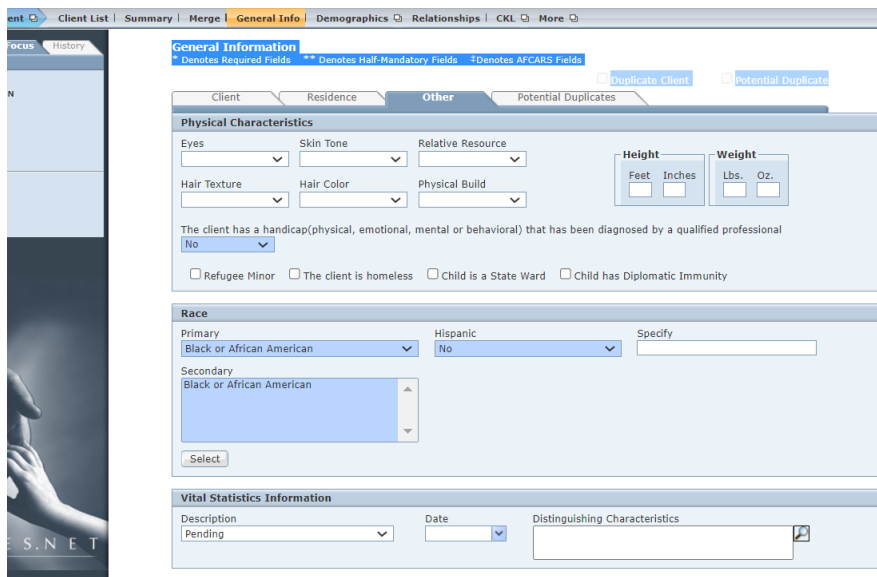 ent Client List Summary Merge General Info Demographics Relationships CKL More
Focus History
General Information
* Denotes Required Fields ** Denotes Half-Mandatory Fields ‡Denotes AFCARS Fields
Duplicate Client Potential Duplicate
N
Client Residence Other Potential Duplicates
Physical Characteristics
Eyes Skin Tone Relative Resource
Height Weight
Feet Inches Lbs. Oz.
Hair Texture Hair Color Physical Build
The client has a handicap(physical, emotional, mental or behavioral) that has been diagnosed by a qualified professional
No
Refugee Minor The client is homeless Child is a State Ward Child has Diplomatic Immunity
Race
Primary Hispanic Specify
Black or African American No
Secondary
Black or African American
Select
Vital Statistics Information
Description Date Distinguishing Characteristics
Pending
E S . N E T